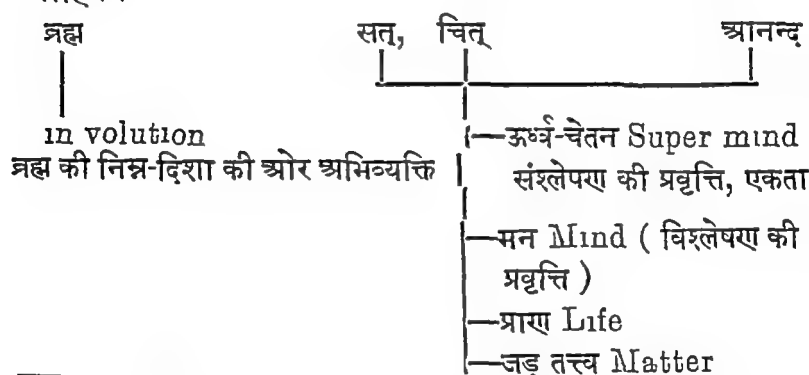 ब्रह्म सत्, चित् आनन्द
in volution ऊर्ध्व-चेतन Super mind
ब्रह्म की निम्न-दिशा की ओर अभिव्यक्ति संश्लेषण की प्रवृत्ति, एकता
मन Mind ( विश्लेषण की
प्रवृत्ति )
प्राण Life
जड़ तत्त्व Matter